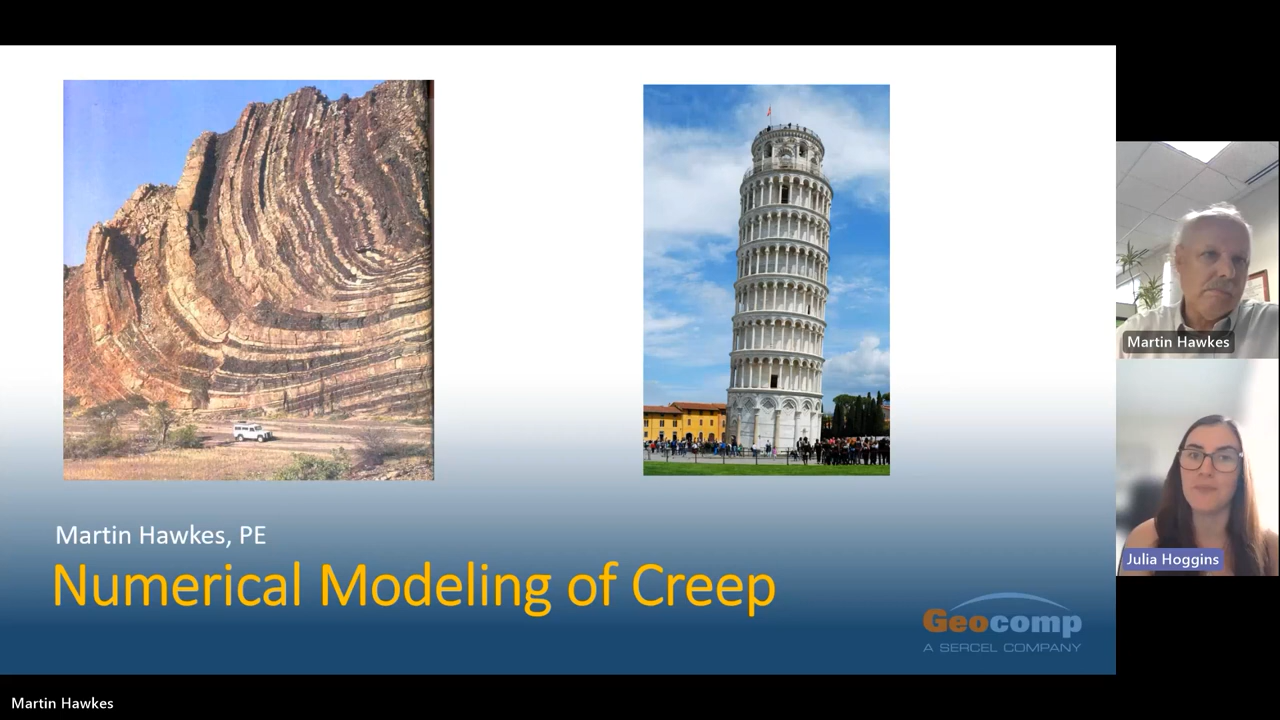 Martin Hawkes, PE
Numerical Modeling of Creep
Geocomp
A SERCEL COMPANY
Martin Hawkes
Julia Hoggins
Martin Hawkes